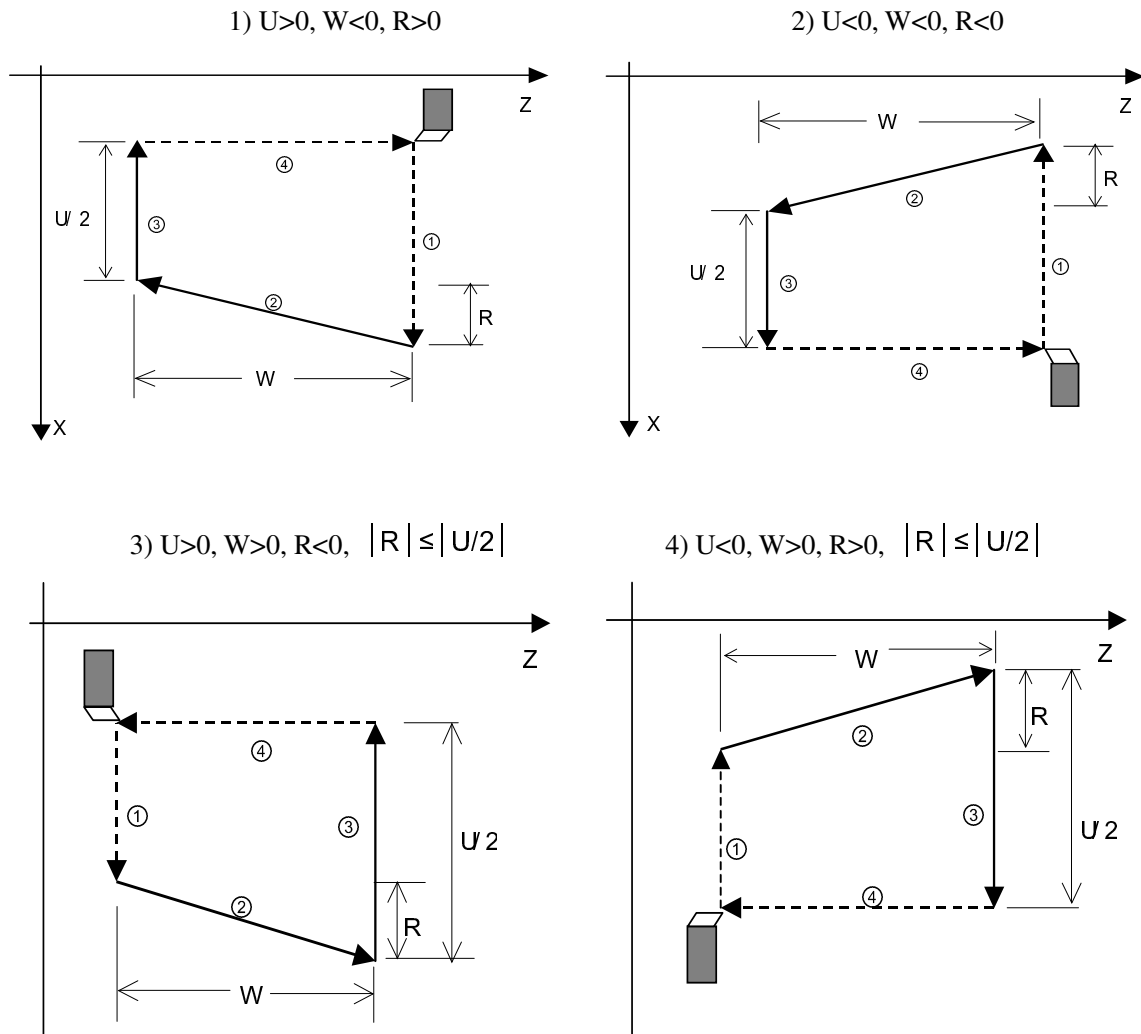 1) U>0, W<0, R>0
Z
④
U/2
③
①
②
R
W
X
2) U<0, W<0, R<0
Z
W
②
R
U/2
③
①
④
X
3) U>0, W>0, R<0, |R| ≤ |U/2|
Z
④
①
③
U/2
②
R
W
4) U<0, W>0, R>0, |R| ≤ |U/2|
W
Z
R
②
③
①
U/2
④